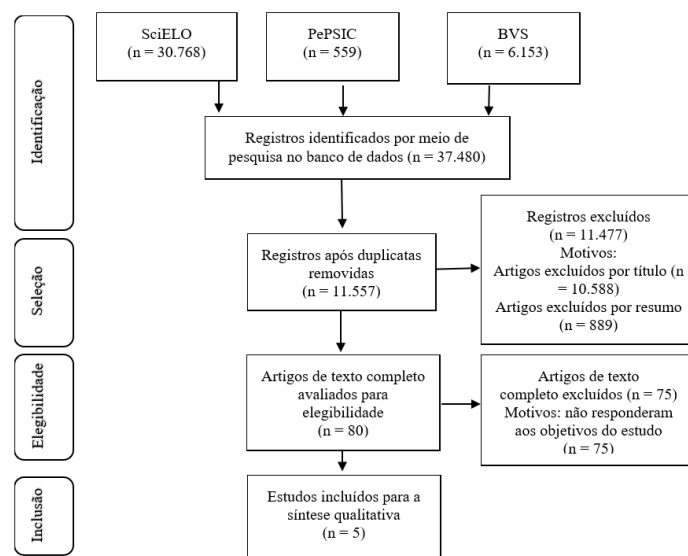 SciELO
(n = 30.768)
PePSIC
(n = 559)
BVS
(n = 6.153)
Identificação
Registros identificados por meio de
pesquisa no banco de dados (n = 37.480)
Seleção
Registros após duplicatas
removidas
(n = 11.557)
Registros excluídos
(n = 11.477)
Motivos:
Artigos excluídos por título (n
= 10.588)
Artigos excluídos por resumo (n
= 889)
Elegibilidade
Artigos de texto completo
avaliados para
elegibilidade
(n = 80)
Artigos de texto
completo excluídos (n = 75)
Motivos: não responderam
aos objetivos do estudo
(n = 75)
Inclusão
Estudos incluídos para a
síntese qualitativa
(n = 5)